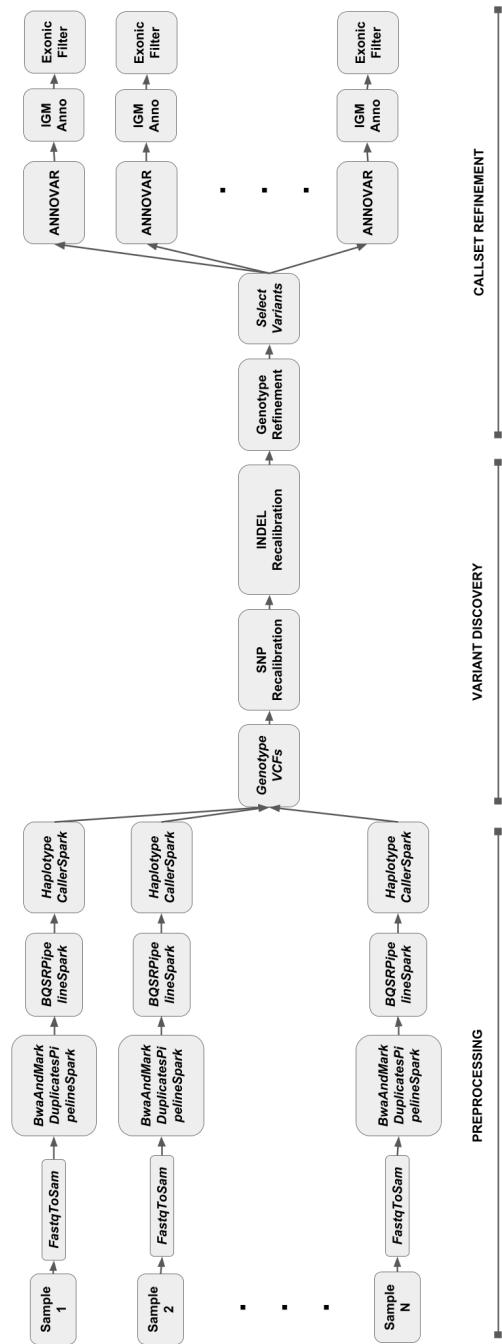 Sample
1
FastqToSam
BwaAndMark
DuplicatesPi
pelineSpark
BQSRPipe
lineSpark
Haplotype
CallerSpark
Sample
2
FastqToSam
BwaAndMark
DuplicatesPi
pelineSpark
BQSRPipe
lineSpark
Haplotype
CallerSpark
Sample
N
FastqToSam
BwaAndMark
DuplicatesPi
pelineSpark
BQSRPipe
lineSpark
Haplotype
CallerSpark
Genotype
VCFs
SNP
Recalibration
INDEL
Recalibration
Genotype
Refinement
Select
Variants
ANNOVAR
IGM
Anno
Exonic
Filter
ANNOVAR
IGM
Anno
Exonic
Filter
ANNOVAR
IGM
Anno
Exonic
Filter
PREPROCESSING
VARIANT DISCOVERY
CALLSET REFINEMENT